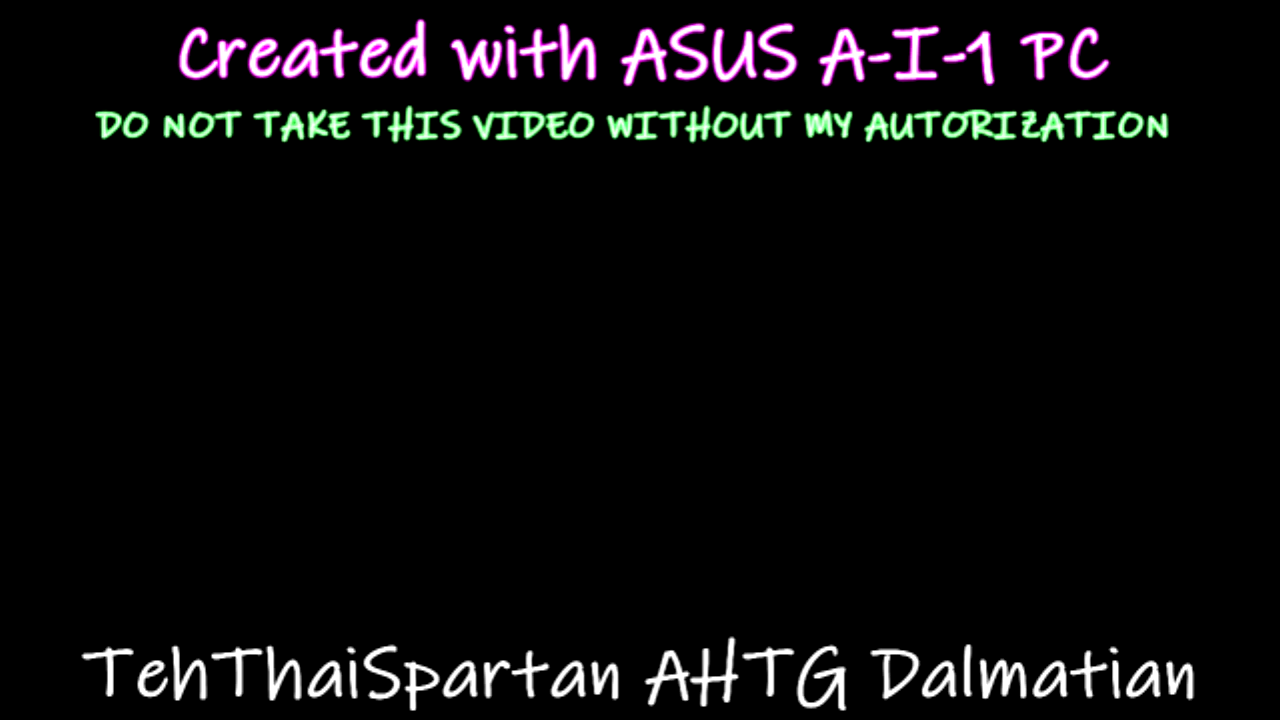 Created with ASUS A-I-1 PC
DO NOT TAKE THIS VIDEO WITHOUT MY AUTORIZATION
TehThaiSpartan AHTG Dalmatian